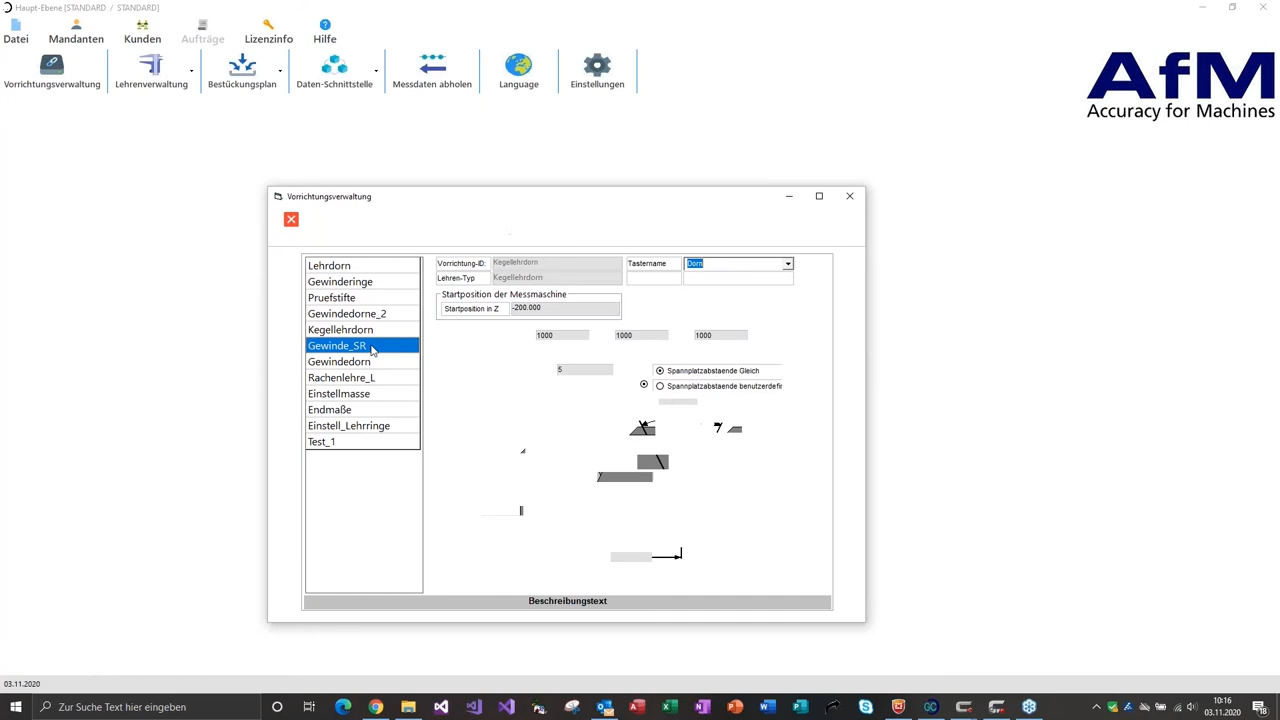 Haupt-Ebene [STANDARD / STANDARD]
Datei Mandanten Kunden Aufträge Lizenzinfo Hilfe
Vorrichtungsverwaltung Lehrenverwaltung Bestückungsplan Daten-Schnittstelle Messdaten abholen Language Einstellungen
AfM
Accuracy for Machines
Vorrichtungsverwaltung
Lehrdorn
Gewinderinge
Pruefstifte
Gewindedorne_2
Kegellehrdorn
Gewinde_SR
Gewindedorn
Rachenlehre_L
Einstellmasse
Endmaße
Einstell_Lehrringe
Test_1
Vorrichtung-ID: Kegellehrdorn Tastername Dorn
Lehren-Typ Kegellehrdorn
Startposition der Messmaschine
Startposition in Z -200.000
1000 1000 1000
5 Spannplatzabstaende Gleich
Spannplatzabstaende benutzerdefin
Beschreibungstext
03.11.2020
Zur Suche Text hier eingeben
10:16
03.11.2020